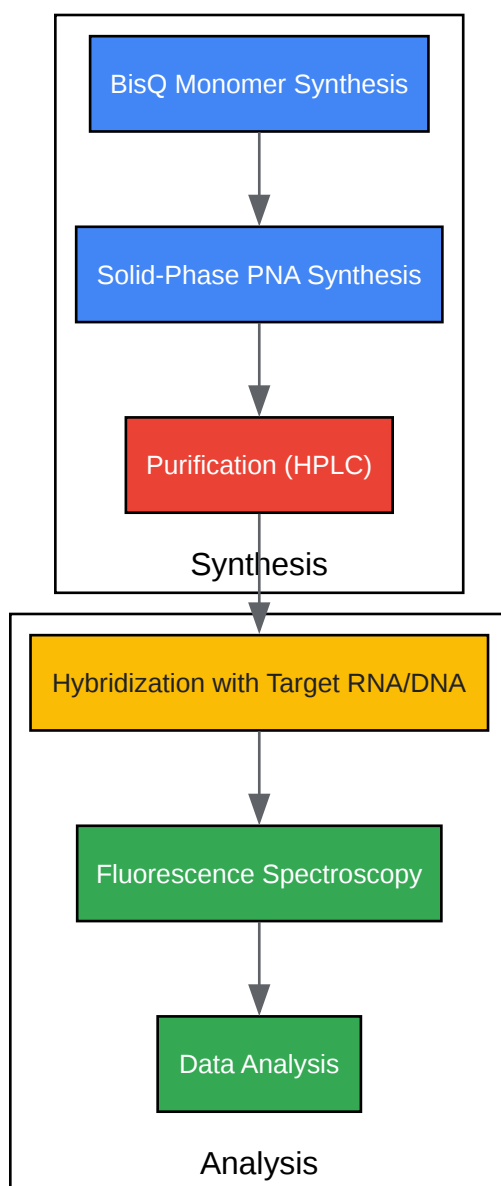 BisQ Monomer Synthesis
Solid-Phase PNA Synthesis
Purification (HPLC)
Synthesis
Hybridization with Target RNA/DNA
Fluorescence Spectroscopy
Data Analysis
Analysis